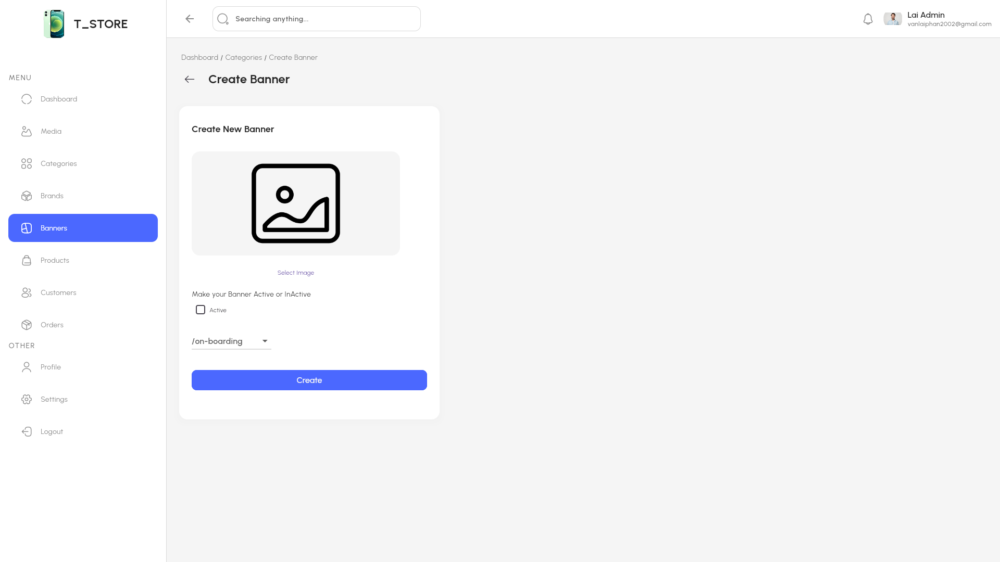 T_STORE
Searching anything...
Lai Admin
vanlaiphan2002@gmail.com
MENU
Dashboard
Media
Categories
Brands
Banners
Products
Customers
Orders
OTHER
Profile
Settings
Logout
Dashboard / Categories / Create Banner
Create Banner
Create New Banner
Select Image
Make your Banner Active or InActive
Active
/on-boarding
Create